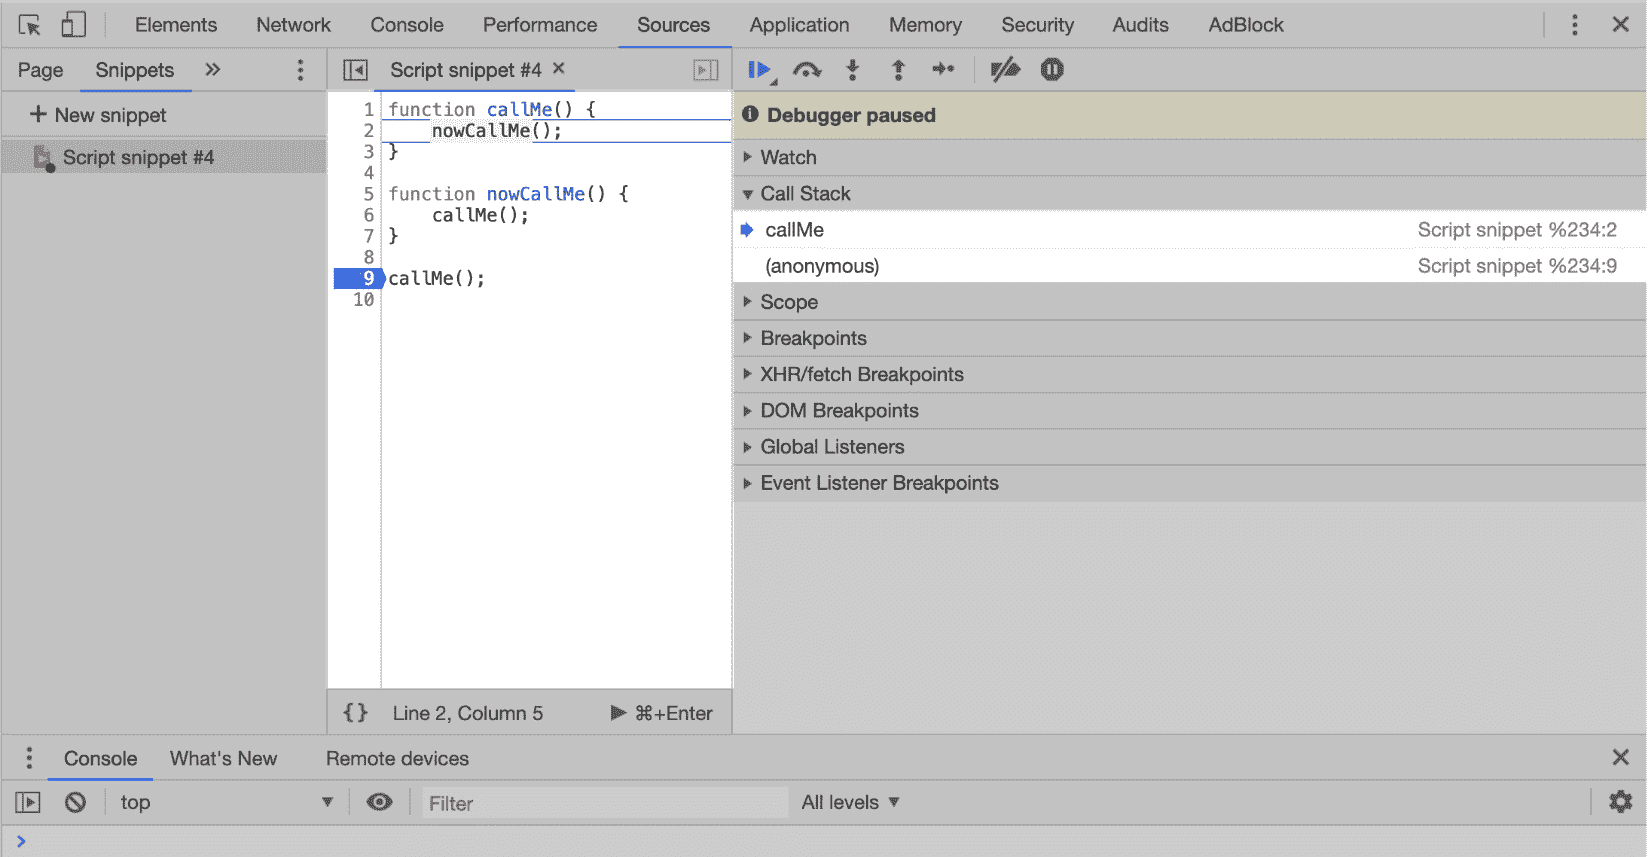 Elements Network Console Performance Sources Application Memory Security Audits AdBlock
Page Snippets
New snippet
Script snippet #4
Script snippet #4
1 function callMe() {
2 nowCallMe();
3 }
4
5 function nowCallMe() {
6 callMe();
7 }
8
9 callMe();
10
{} Line 2, Column 5 ⌘+Enter
Debugger paused
Watch
Call Stack
callMe Script snippet %234:2
(anonymous) Script snippet %234:9
Scope
Breakpoints
XHR/fetch Breakpoints
DOM Breakpoints
Global Listeners
Event Listener Breakpoints
Console What's New Remote devices
top Filter All levels